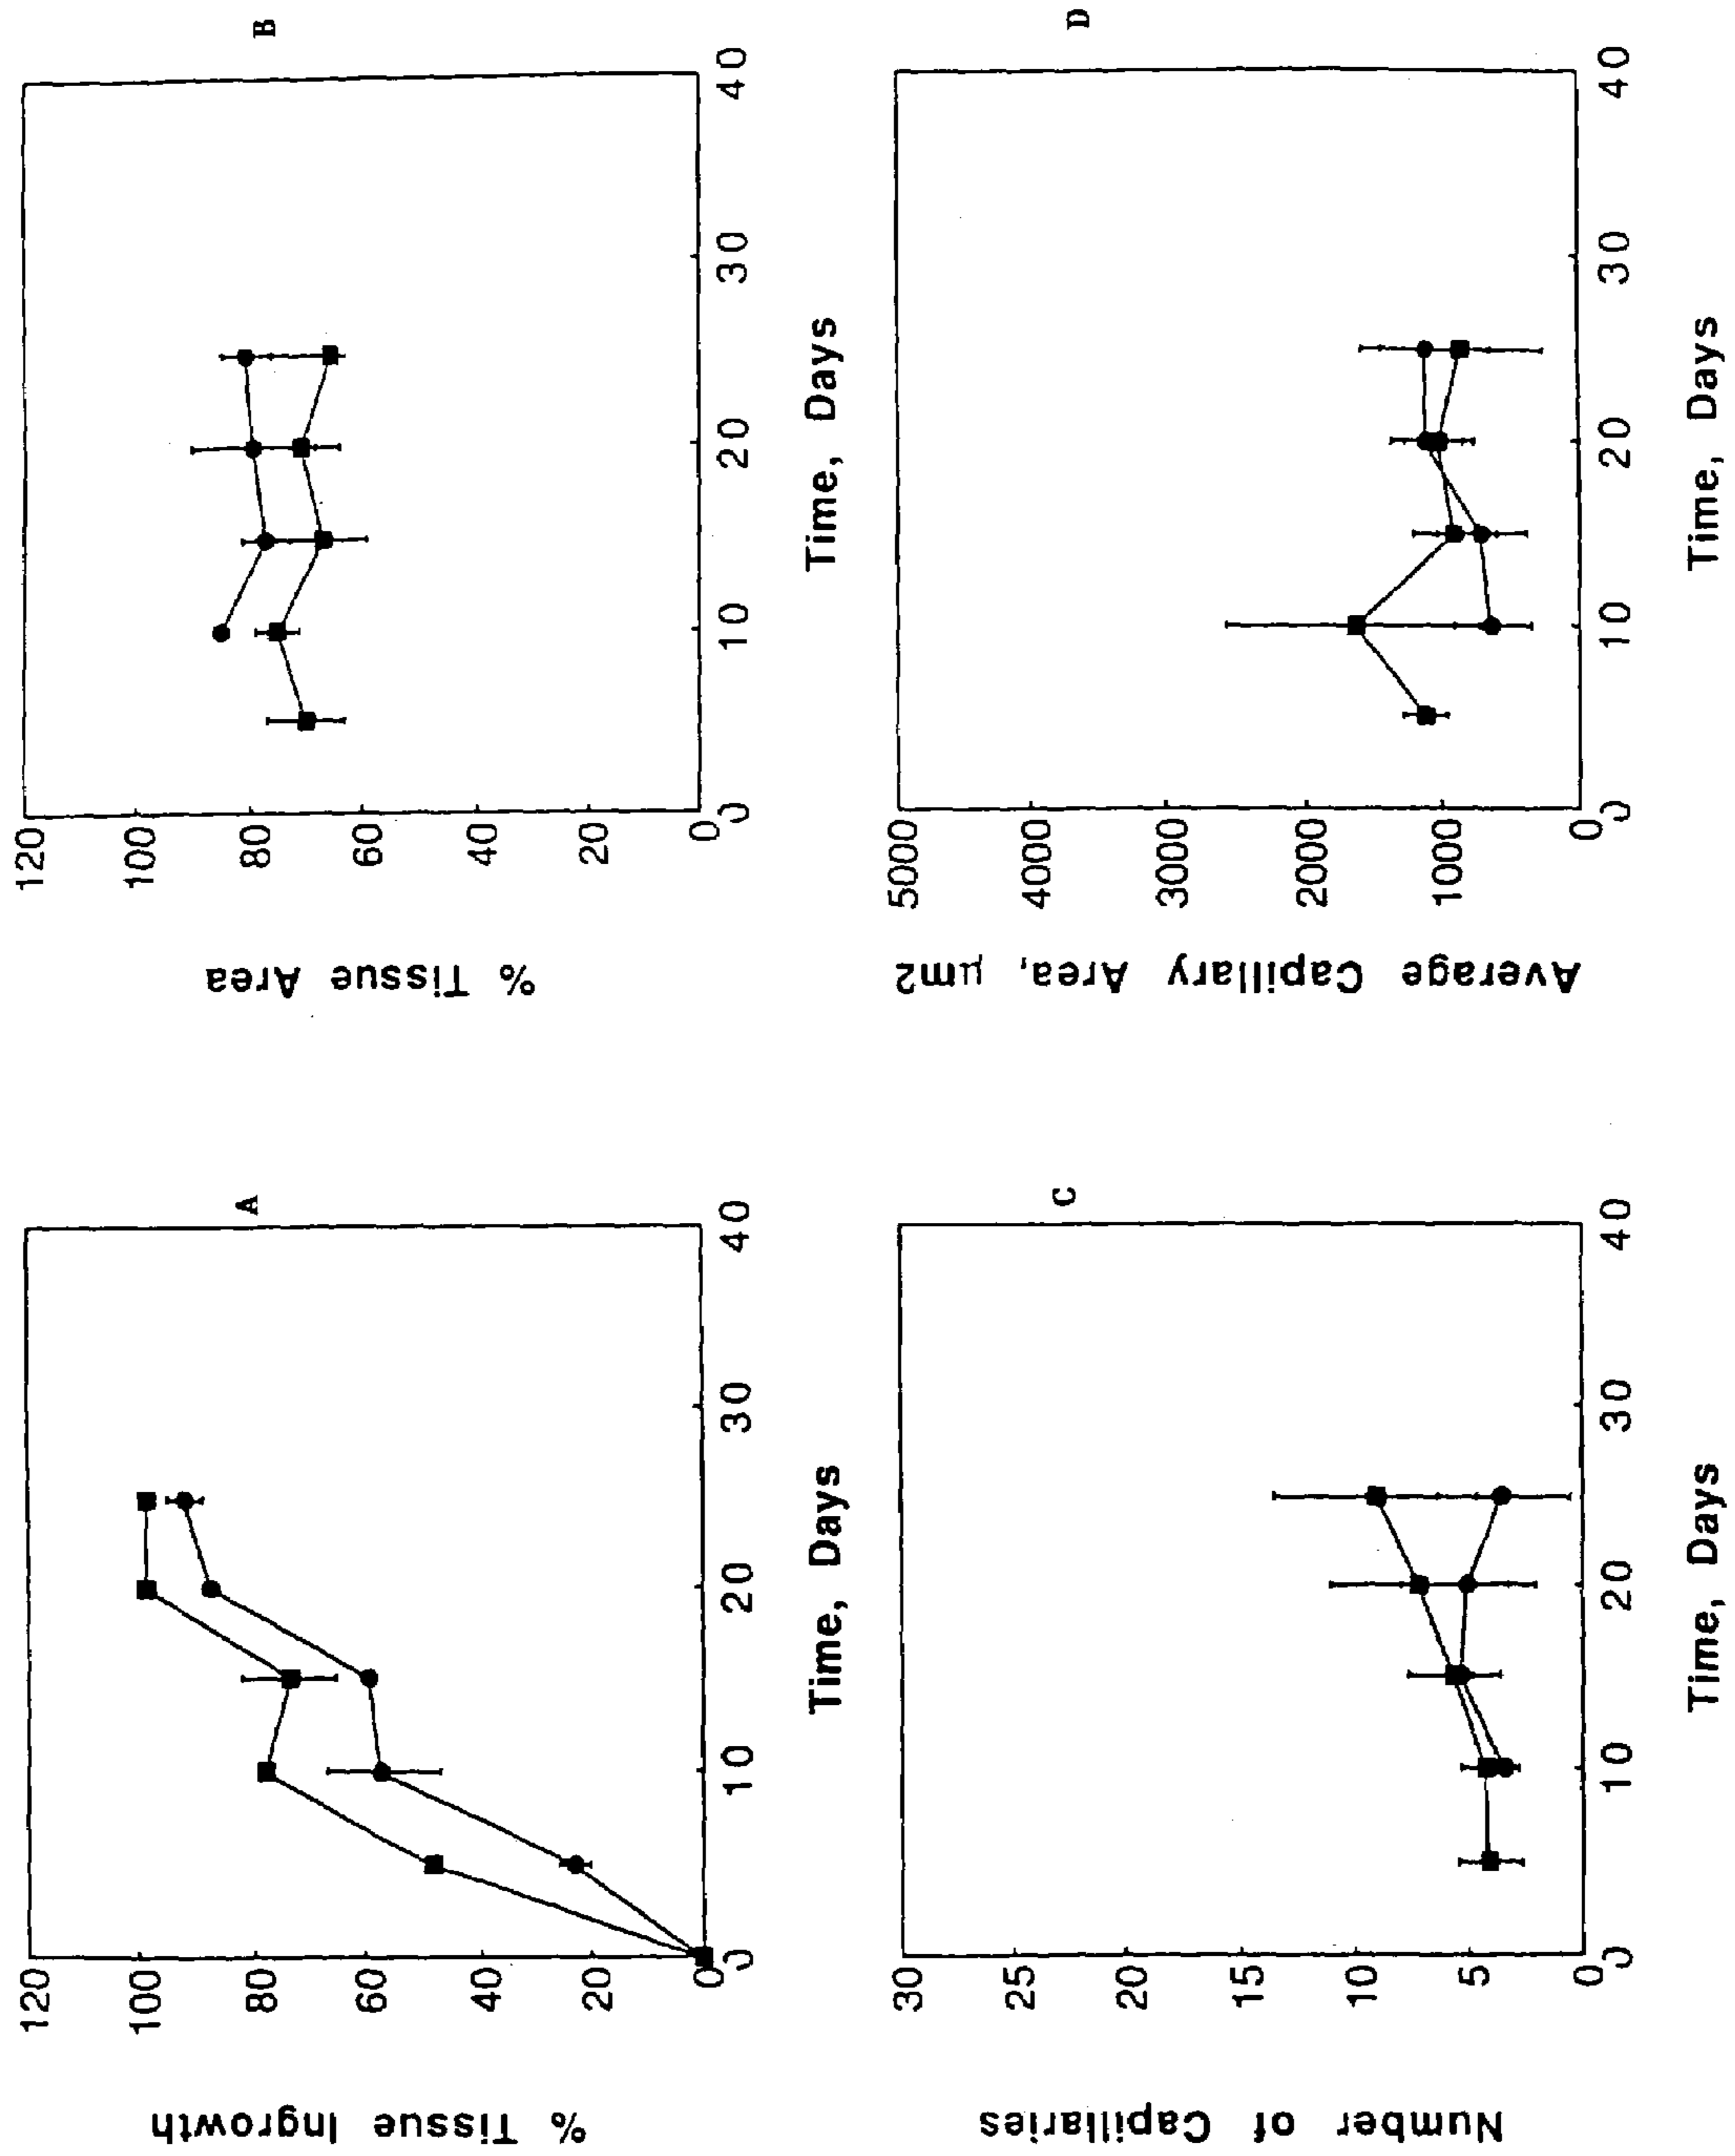 A
% Tissue Ingrowth
120
100
80
60
40
20
0
0 10 20 30 40
Time, Days
B
% Tissue Area
120
100
80
60
40
20
0
0 10 20 30 40
Time, Days
C
Number of Capillaries
30
25
20
15
10
5
0
0 10 20 30 40
Time, Days
D
Average Capillary Area, μm2
5000
4000
3000
2000
1000
0
0 10 20 30 40
Time, Days